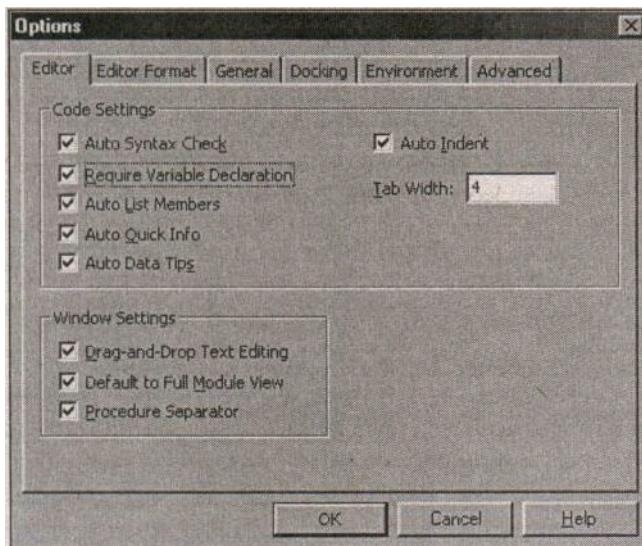 Options
Editor Editor Format General Docking Environment Advanced
Code Settings
Auto Syntax Check
Auto Indent
Require Variable Declaration
Tab Width: 4
Auto List Members
Auto Quick Info
Auto Data Tips
Window Settings
Drag-and-Drop Text Editing
Default to Full Module View
Procedure Separator
OK Cancel Help